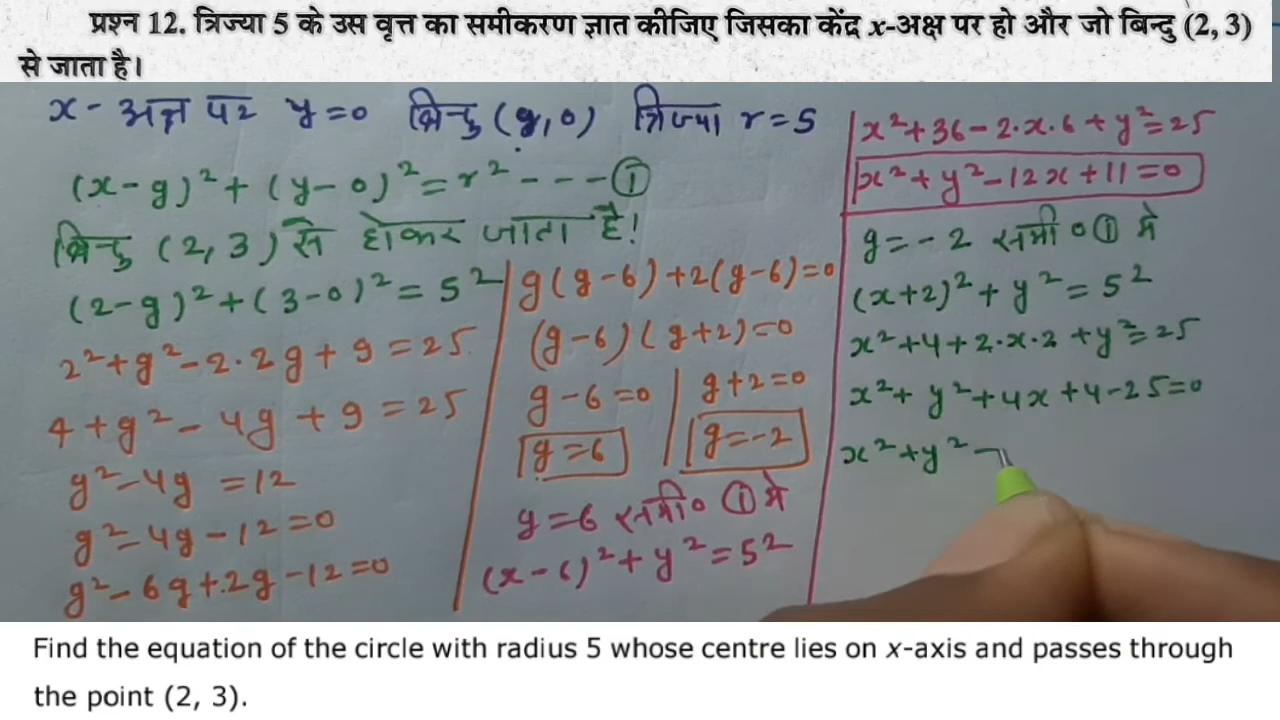 प्रश्न 12. त्रिज्या 5 के उस वृत्त का समीकरण ज्ञात कीजिए जिसका केंद्र x-अक्ष पर हो और जो बिन्दु (2, 3)
से जाता है।
x - अक्ष पर y=0 बिन्दु (g,0) त्रिज्या r=5
(x-g)²+(y-0)²=r² ---①
बिन्दु (2,3) से होकर जाता है!
(2-g)²+(3-0)²=5²
2²+g²-2·2g+9=25
4+g²-4g+9=25
g²-4g=12
g²-4g-12=0
g²-6g+2g-12=0
g(g-6)+2(g-6)=0
(g-6)(g+2)=0
g-6=0 | g+2=0
g=6 | g=-2
g=6 समी० ① मे
(x-6)²+y²=5²
x²+36-2·x·6+y²=25
x²+y²-12x+11=0
g=-2 समी० ① मे
(x+2)²+y²=5²
x²+4+2·x·2+y²=25
x²+y²+4x+4-25=0
x²+y²-
Find the equation of the circle with radius 5 whose centre lies on x-axis and passes through
the point (2, 3).